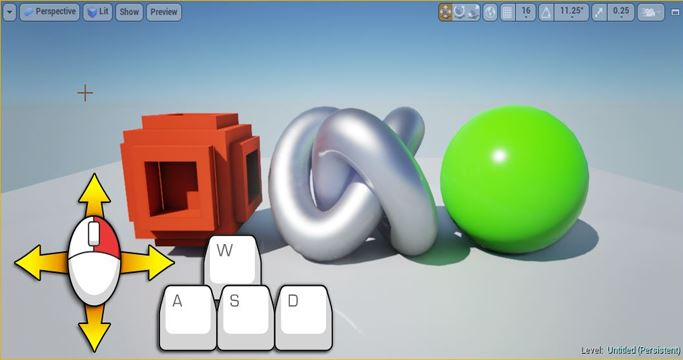 Perspective Lit Show Preview 16 11.25° 0.25
W
A S D
Level: Untitled (Persistent)